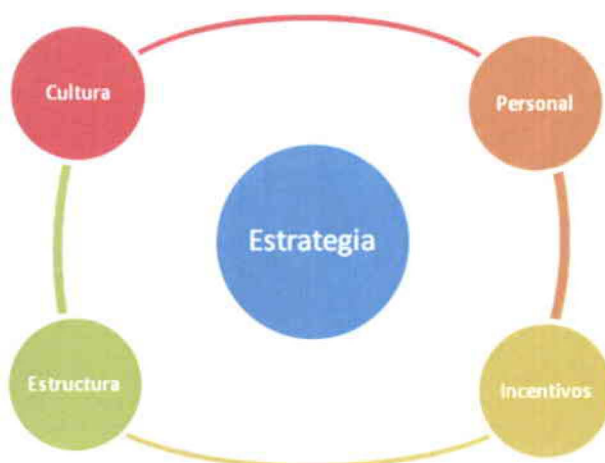 Cultura
Personal
Estrategia
Estructura
Incentivos